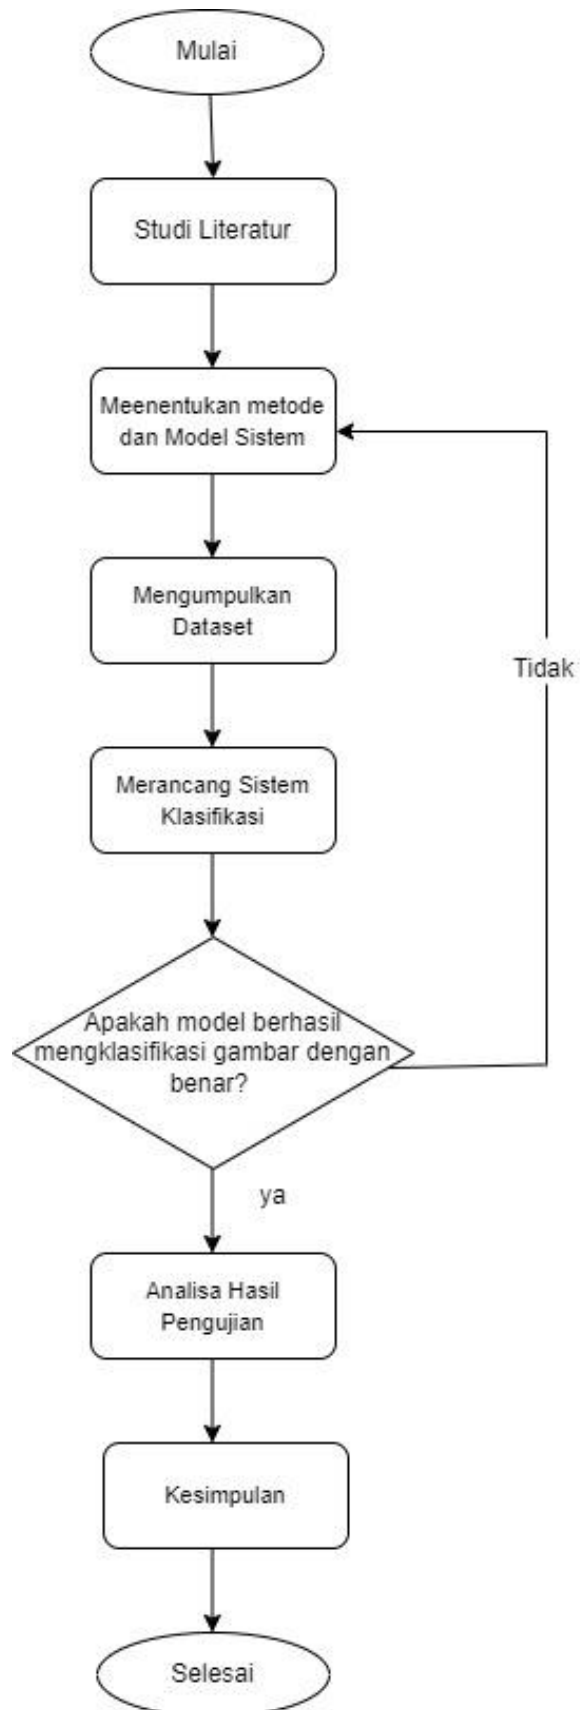 Mulai
Studi Literatur
Meenentukan metode
dan Model Sistem
Mengumpulkan
Dataset
Tidak
Merancang Sistem
Klasifikasi
Apakah model berhasil
mengklasifikasi gambar dengan
benar?
ya
Analisa Hasil
Pengujian
Kesimpulan
Selesai